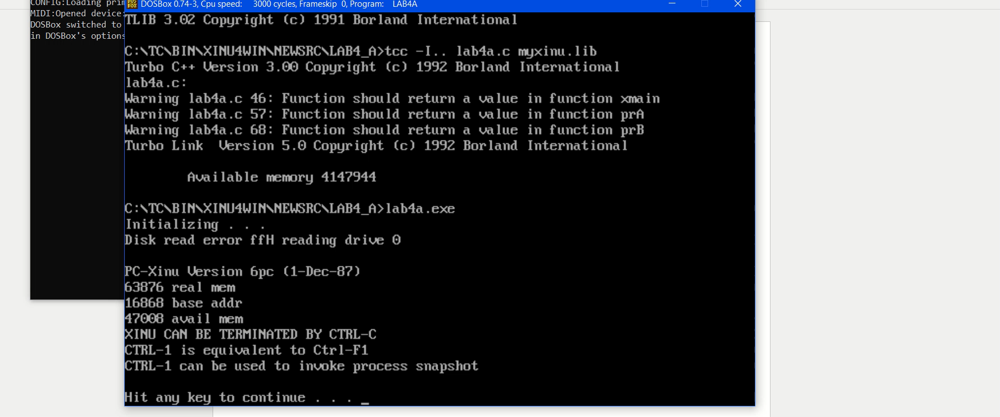 CONFIG:Loading prim
MIDI:Opened device:
DOSBox switched to
in DOSBox's options
DOSBox 0.74-3, Cpu speed: 3000 cycles, Frameskip 0, Program: LAB4A
TLIB 3.02 Copyright (c) 1991 Borland International
C:\TC\BIN\XINU4WIN\NEWSRC\LAB4_A>tcc -I.. lab4a.c myxinu.lib
Turbo C++ Version 3.00 Copyright (c) 1992 Borland International
lab4a.c:
Warning lab4a.c 46: Function should return a value in function xmain
Warning lab4a.c 57: Function should return a value in function prA
Warning lab4a.c 68: Function should return a value in function prB
Turbo Link  Version 5.0 Copyright (c) 1992 Borland International
Available memory 4147944
C:\TC\BIN\XINU4WIN\NEWSRC\LAB4_A>lab4a.exe
Initializing . . .
Disk read error ffH reading drive 0
PC-Xinu Version 6pc (1-Dec-87)
63876 real mem
16868 base addr
47008 avail mem
XINU CAN BE TERMINATED BY CTRL-C
CTRL-1 is equivalent to Ctrl-F1
CTRL-1 can be used to invoke process snapshot
Hit any key to continue . . . _